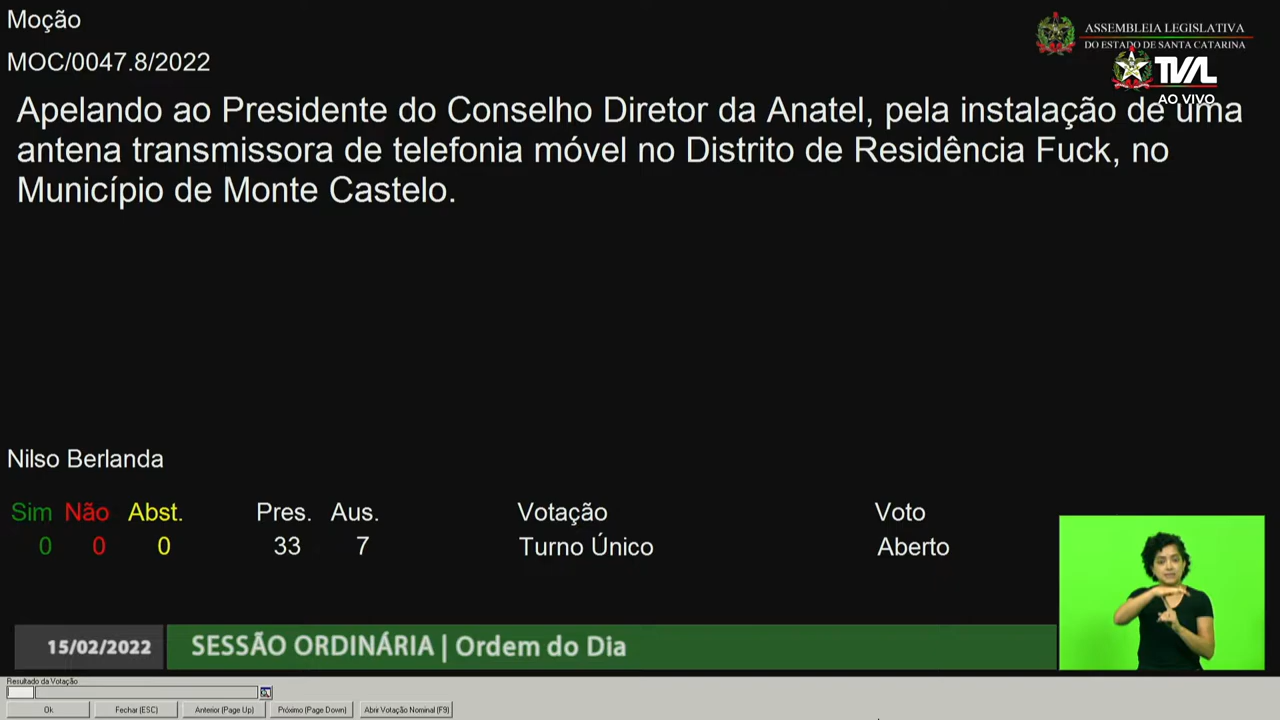 Moção
ASSEMBLEIA LEGISLATIVA
DO ESTADO DE SANTA CATARINA
MOC/0047.8/2022
TVAL
AO VIVO
Apelando ao Presidente do Conselho Diretor da Anatel, pela instalação de uma
antena transmissora de telefonia móvel no Distrito de Residência Fuck, no
Município de Monte Castelo.
Nilso Berlanda
Sim Não Abst. Pres. Aus. Votação Voto
0 0 0 33 7 Turno Único Aberto
15/02/2022 SESSÃO ORDINÁRIA | Ordem do Dia
Resultado da Votação
Ok Fechar (ESC) Anterior (Page Up) Próximo (Page Down) Abrir Votação Nominal (F9)